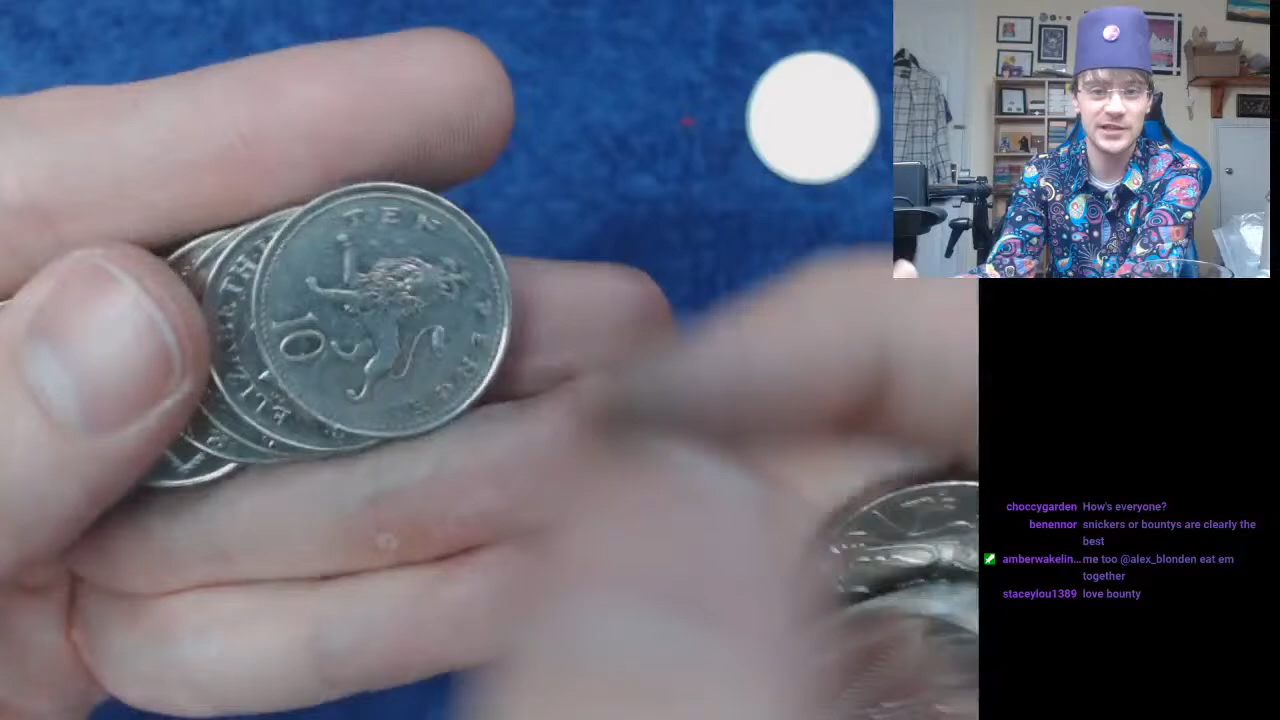 TEN PENCE
10
ELIZABETH
choccygarden How's everyone?
benennor snickers or bountys are clearly the
best
amberwakelin... me too @alex_blonden eat em
together
staceylou1389 love bounty